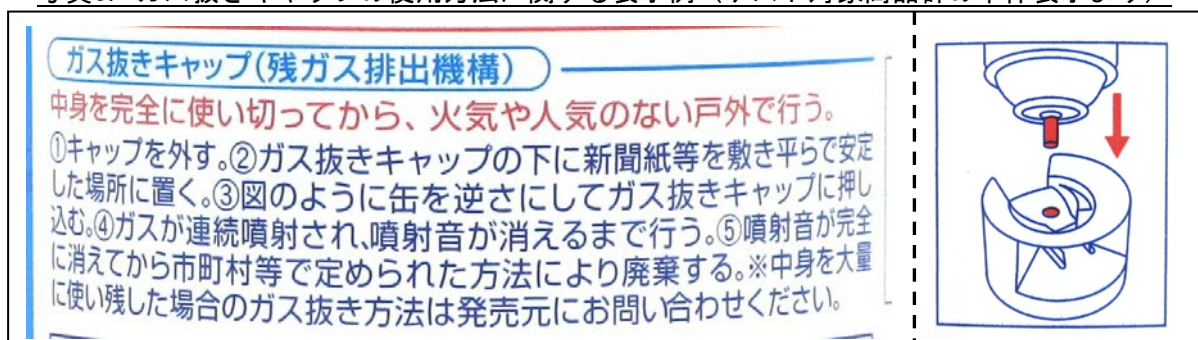 ガス抜きキャップ(残ガス排出機構)
中身を完全に使い切ってから、火気や人気のない戸外で行う。
①キャップを外す。②ガス抜きキャップの下に新聞紙等を敷き平らで安定
した場所に置く。③図のように缶を逆さにしてガス抜きキャップに押し
込む。④ガスが連続噴射され、噴射音が消えるまで行う。⑤噴射音が完全
に消えてから市町村等で定められた方法により廃棄する。※中身を大量
に使い残した場合のガス抜き方法は発売元にお問い合わせください。